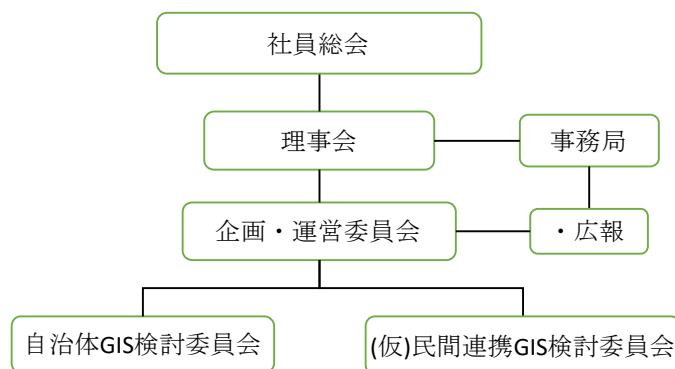 社員総会
理事会
事務局
企画・運営委員会
・広報
自治体GIS検討委員会
(仮)民間連携GIS検討委員会